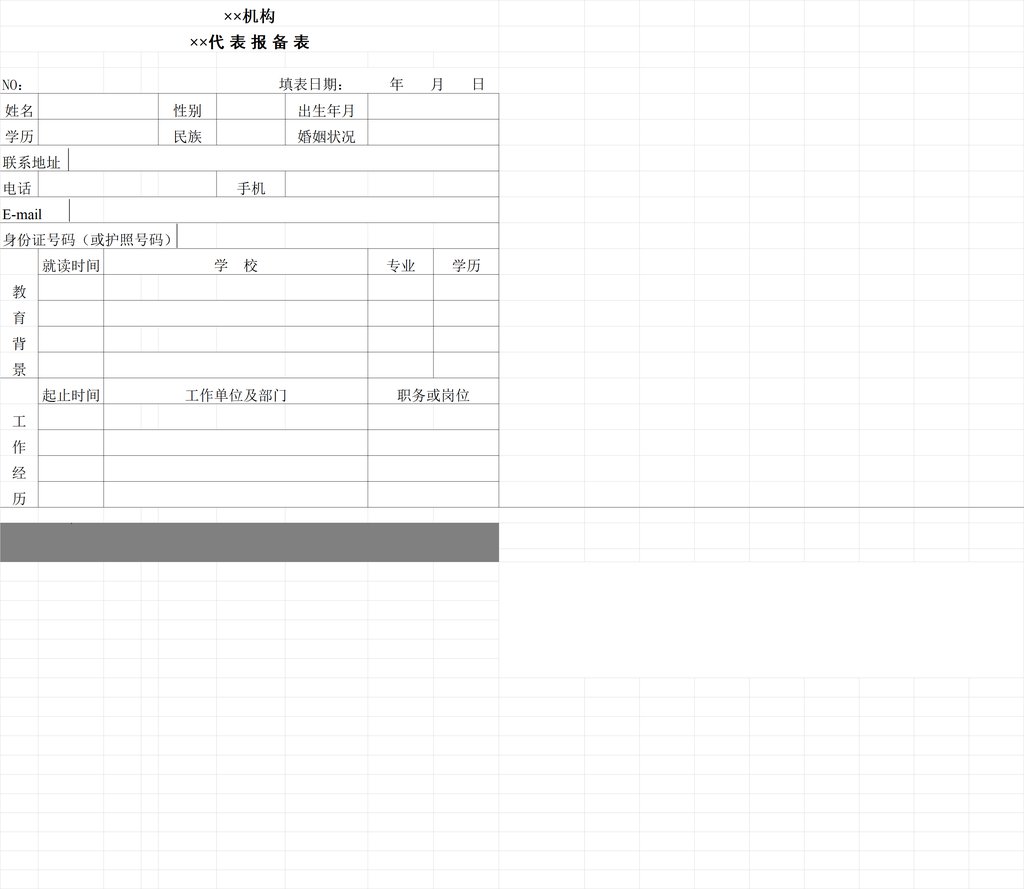 ××机构
××代 表 报 备 表
NO： 填表日期： 年 月 日
姓名 性别 出生年月
学历 民族 婚姻状况
联系地址
电话 手机
E-mail
身份证号码（或护照号码）
就读时间 学 校 专业 学历
教
育
背
景
起止时间 工作单位及部门 职务或岗位
工
作
经
历